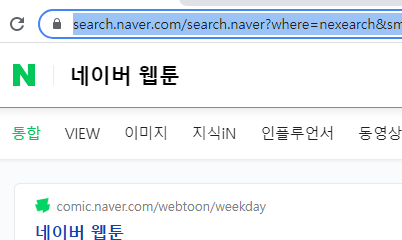 search.naver.com/search.naver?where=nexearch&sm
N 네이버 웹툰
통합 VIEW 이미지 지식iN 인플루언서 동영상
comic.naver.com/webtoon/weekday
네이버 웹툰